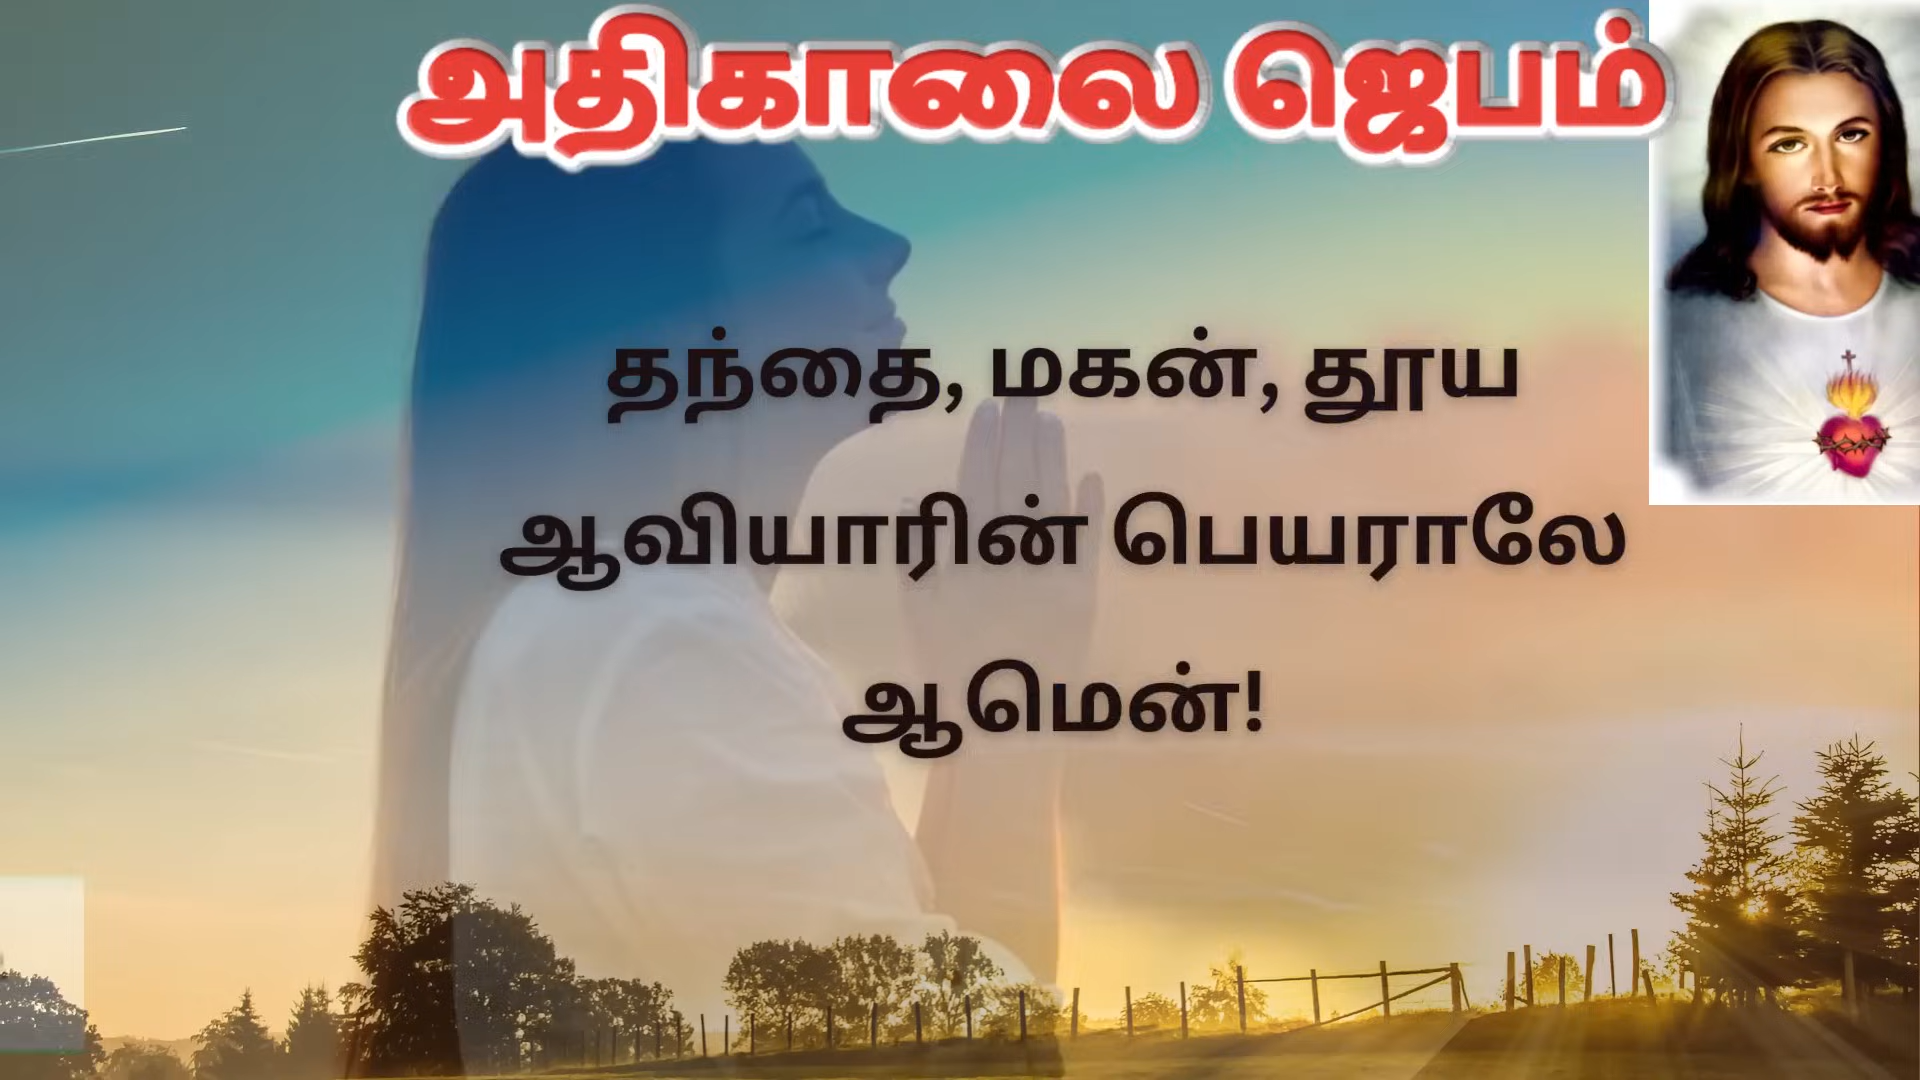 அதிகாலை ஜெபம்
தந்தை, மகன், தூய
ஆவியாரின் பெயராலே
ஆமென்!